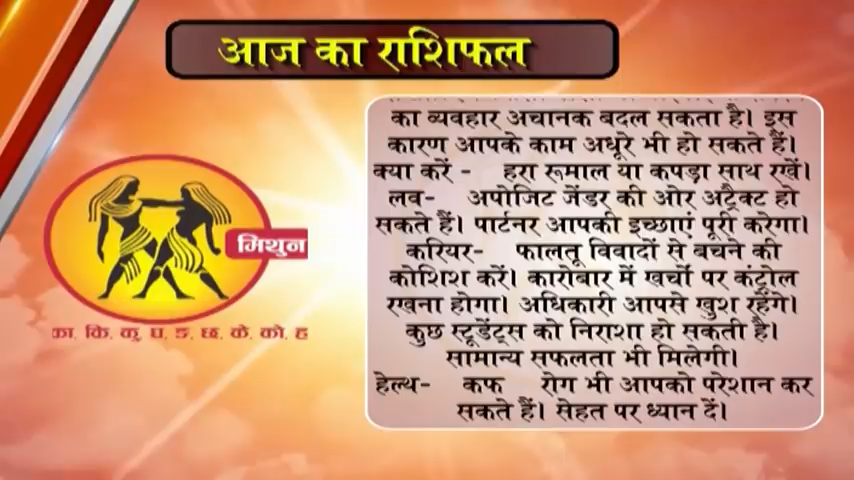 आज का राशिफल
का व्यवहार अचानक बदल सकता है। इस
कारण आपके काम अधूरे भी हो सकते हैं।
क्या करें - हरा रूमाल या कपड़ा साथ रखें।
लव- अपोजिट जेंडर की ओर अट्रैक्ट हो
सकते हैं। पार्टनर आपकी इच्छाएं पूरी करेगा।
करियर- फालतू विवादों से बचने की
कोशिश करें। कारोबार में खर्चों पर कंट्रोल
रखना होगा। अधिकारी आपसे खुश रहेंगे।
कुछ स्टूडेंट्स को निराशा हो सकती है।
सामान्य सफलता भी मिलेगी।
हेल्थ- कफ रोग भी आपको परेशान कर
सकते हैं। सेहत पर ध्यान दें।
मिथुन
का, कि, कु, घ, ङ, छ, के, को, ह